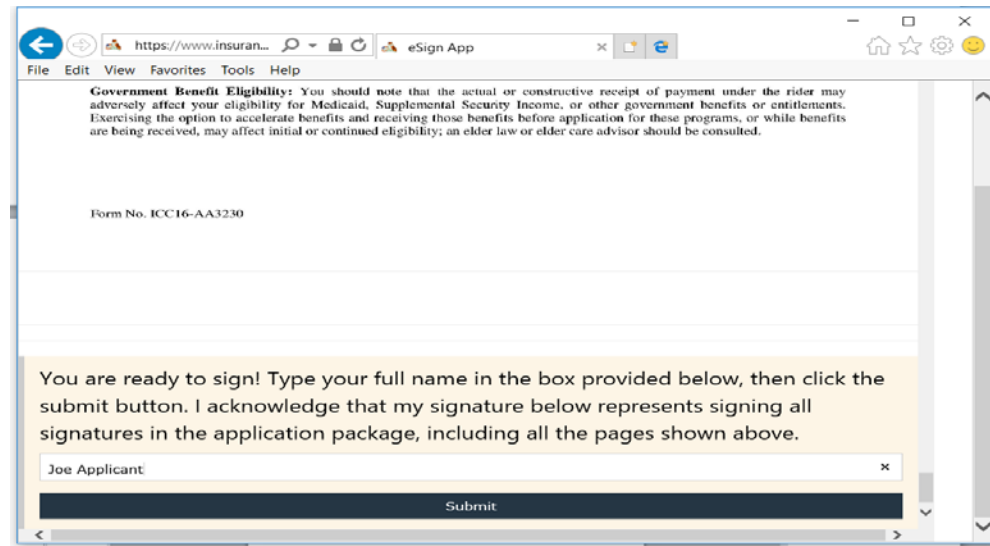 https://www.insuran...
eSign App
File Edit View Favorites Tools Help
Government Benefit Eligibility: You should note that the actual or constructive receipt of payment under the rider may
adversely affect your eligibility for Medicaid, Supplemental Security Income, or other government benefits or entitlements.
Exercising the option to accelerate benefits and receiving those benefits before application for these programs, or while benefits
are being received, may affect initial or continued eligibility; an elder law or elder care advisor should be consulted.
Form No. ICC16-AA3230
You are ready to sign! Type your full name in the box provided below, then click the
submit button. I acknowledge that my signature below represents signing all
signatures in the application package, including all the pages shown above.
Joe Applicant
Submit